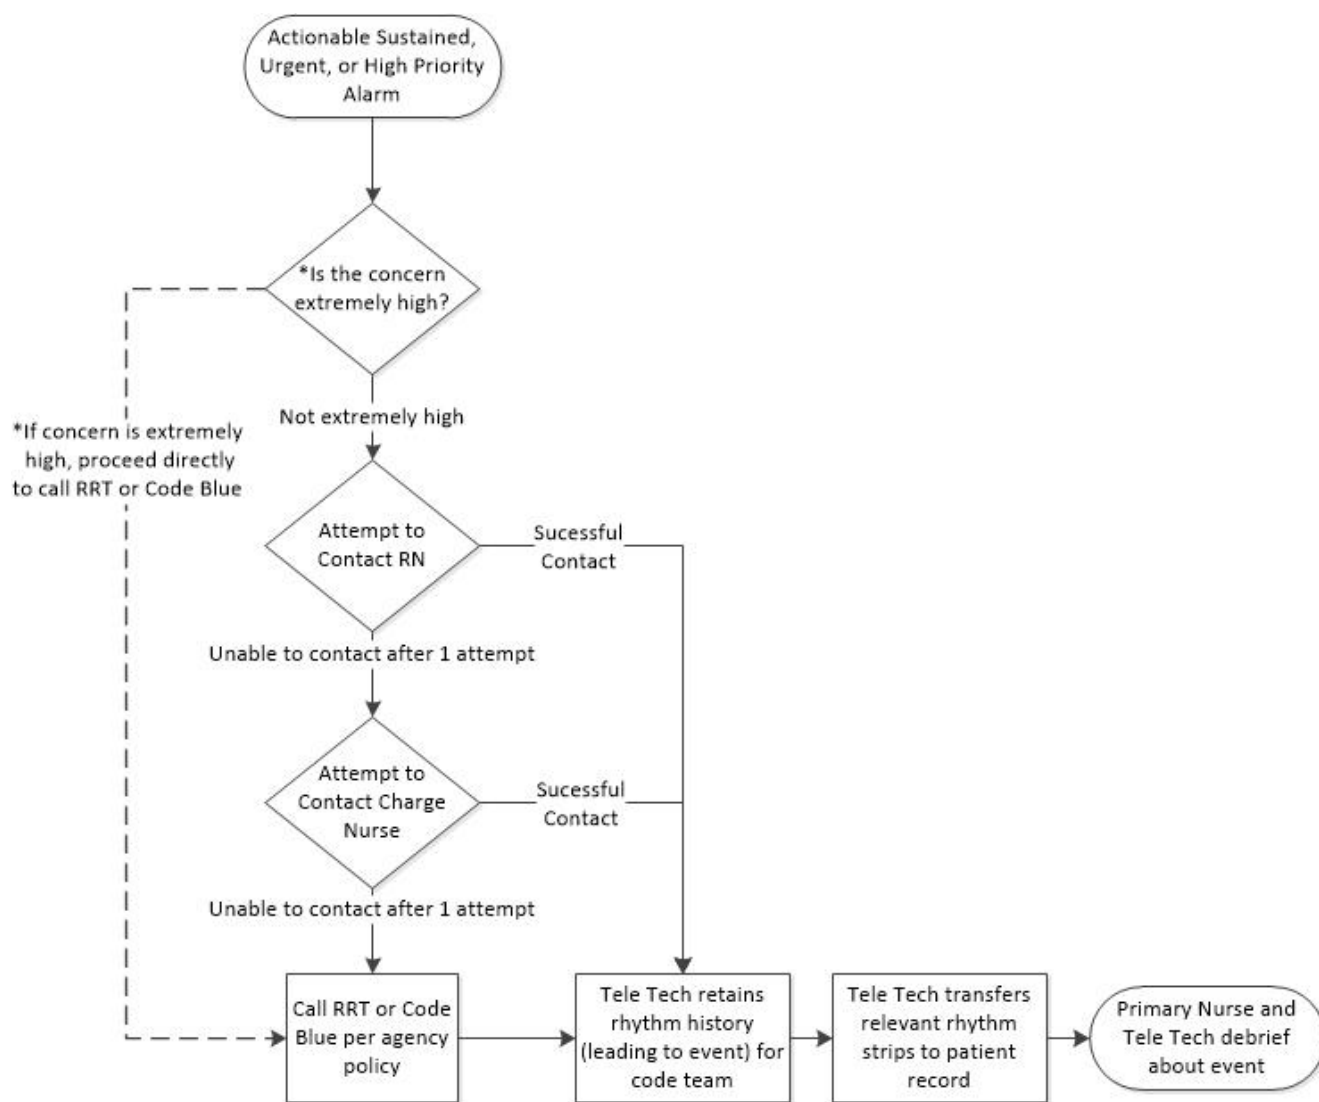 Actionable Sustained,
Urgent, or High Priority
Alarm
*Is the concern
extremely high?
Not extremely high
*If concern is extremely
high, proceed directly
to call RRT or Code Blue
Attempt to
Contact RN
Sucessful
Contact
Unable to contact after 1 attempt
Attempt to
Contact Charge
Nurse
Sucessful
Contact
Unable to contact after 1 attempt
Call RRT or Code
Blue per agency
policy
Tele Tech retains
rhythm history
(leading to event) for
code team
Tele Tech transfers
relevant rhythm
strips to patient
record
Primary Nurse and
Tele Tech debrief
about event